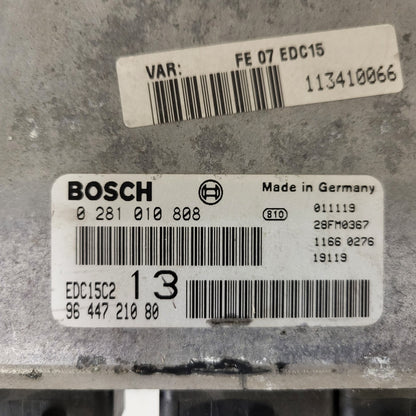 VAR: FE 07 EDC15
113410066
BOSCH Made in Germany
0 281 010 808 810 011119
28FM0367
1166 0276
19119
EDC15C2 13
96 447 210 80